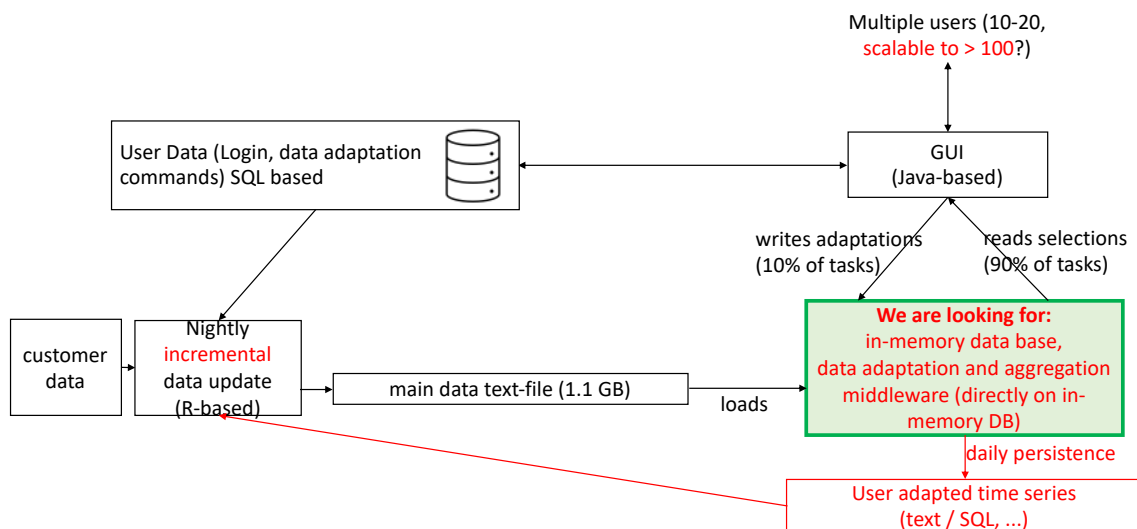 Multiple users (10-20,
scalable to > 100?)
User Data (Login, data adaptation
commands) SQL based
GUI
(Java-based)
writes adaptations
(10% of tasks)
reads selections
(90% of tasks)
customer
data
Nightly
incremental
data update
(R-based)
main data text-file (1.1 GB)
loads
We are looking for:
in-memory data base,
data adaptation and aggregation
middleware (directly on in-
memory DB)
daily persistence
User adapted time series
(text / SQL, ...)